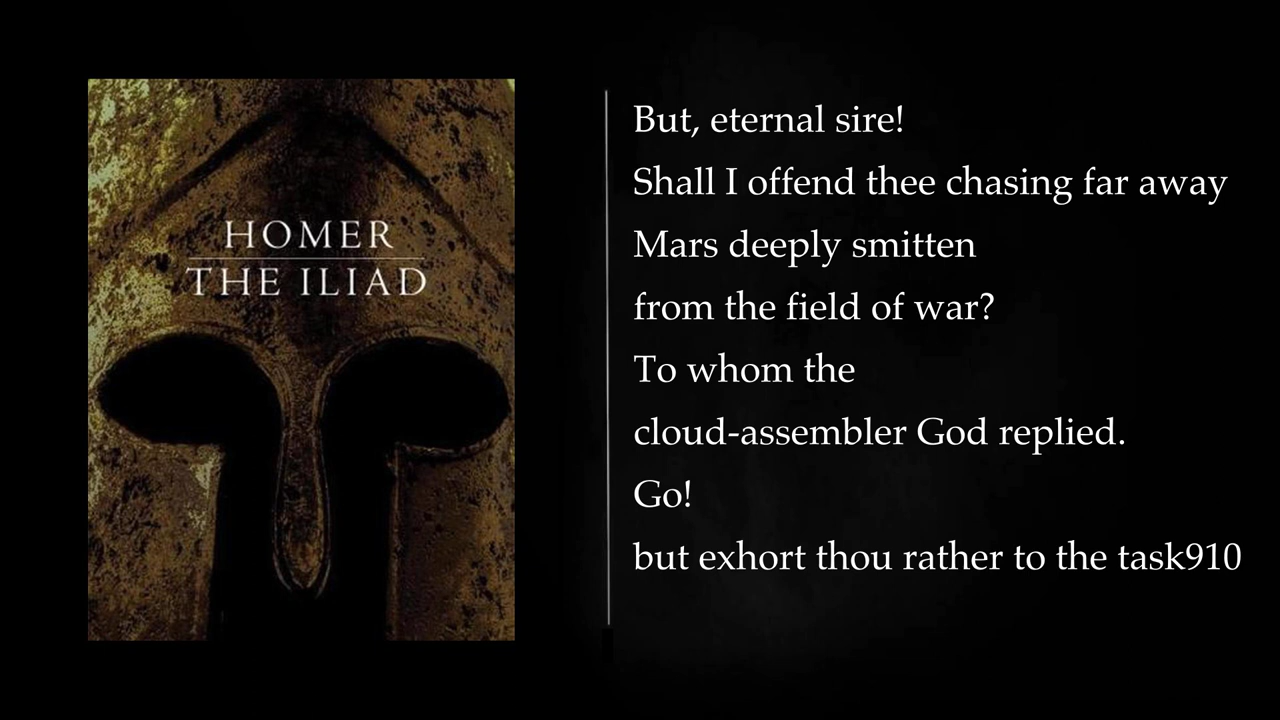 HOMER
THE ILIAD
But, eternal sire!
Shall I offend thee chasing far away
Mars deeply smitten
from the field of war?
To whom the
cloud-assembler God replied.
Go!
but exhort thou rather to the task910